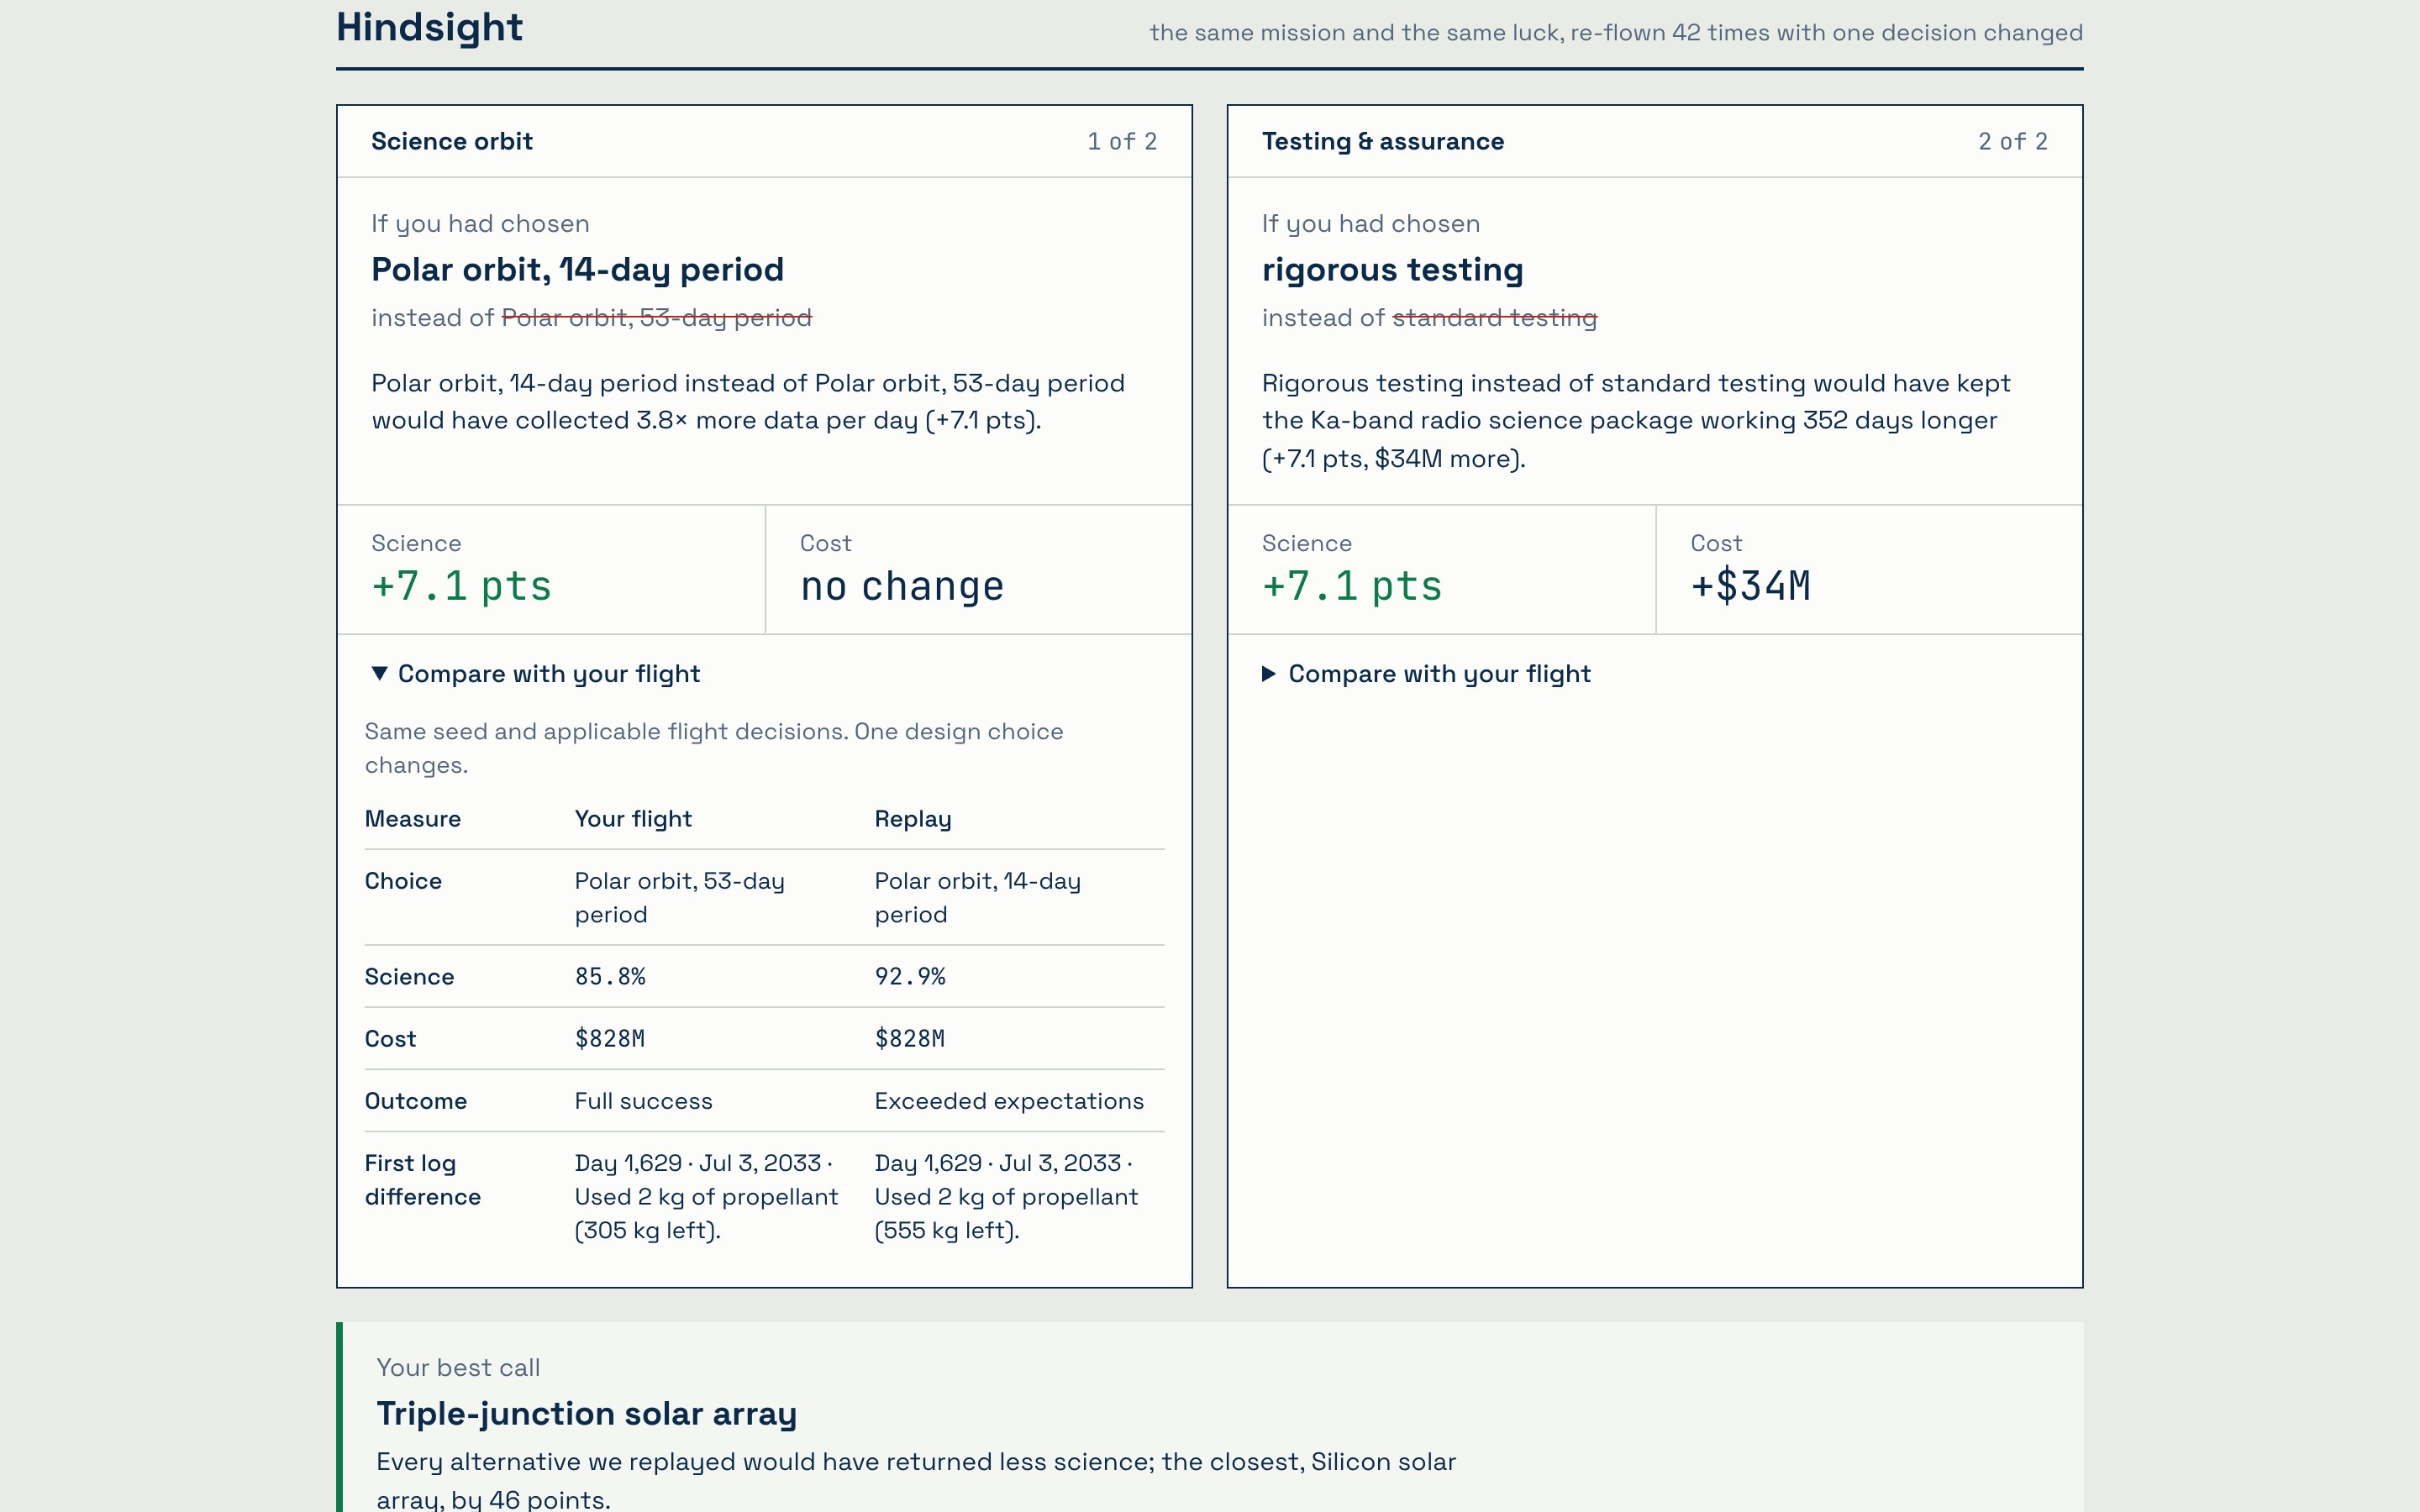 Hindsight
the same mission and the same luck, re-flown 42 times with one decision changed
Science orbit
1 of 2
If you had chosen
Polar orbit, 14-day period
instead of Polar orbit, 53-day period
Polar orbit, 14-day period instead of Polar orbit, 53-day period
would have collected 3.8× more data per day (+7.1 pts).
Science
+7.1 pts
Cost
no change
▼ Compare with your flight
Same seed and applicable flight decisions. One design choice
changes.
Measure
Your flight
Replay
Choice
Polar orbit, 53-day
period
Polar orbit, 14-day
period
Science
85.8%
92.9%
Cost
$828M
$828M
Outcome
Full success
Exceeded expectations
First log
difference
Day 1,629 · Jul 3, 2033 ·
Used 2 kg of propellant
(305 kg left).
Day 1,629 · Jul 3, 2033 ·
Used 2 kg of propellant
(555 kg left).
Testing & assurance
2 of 2
If you had chosen
rigorous testing
instead of standard testing
Rigorous testing instead of standard testing would have kept
the Ka-band radio science package working 352 days longer
(+7.1 pts, $34M more).
Science
+7.1 pts
Cost
+$34M
▶ Compare with your flight
Your best call
Triple-junction solar array
Every alternative we replayed would have returned less science; the closest, Silicon solar
array, by 46 points.